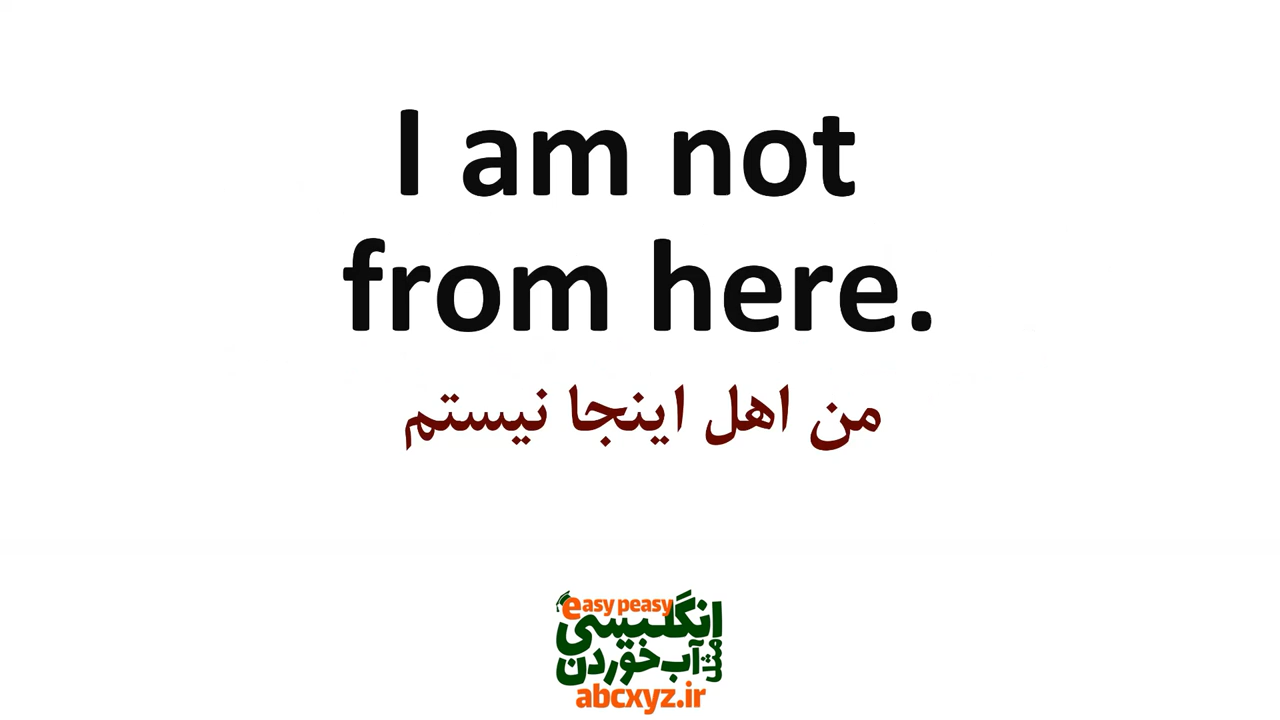 I am not
from here.
من اهل اینجا نیستم
easy peasy
انگلیسی
مثل آب خوردن
abcxyz.ir